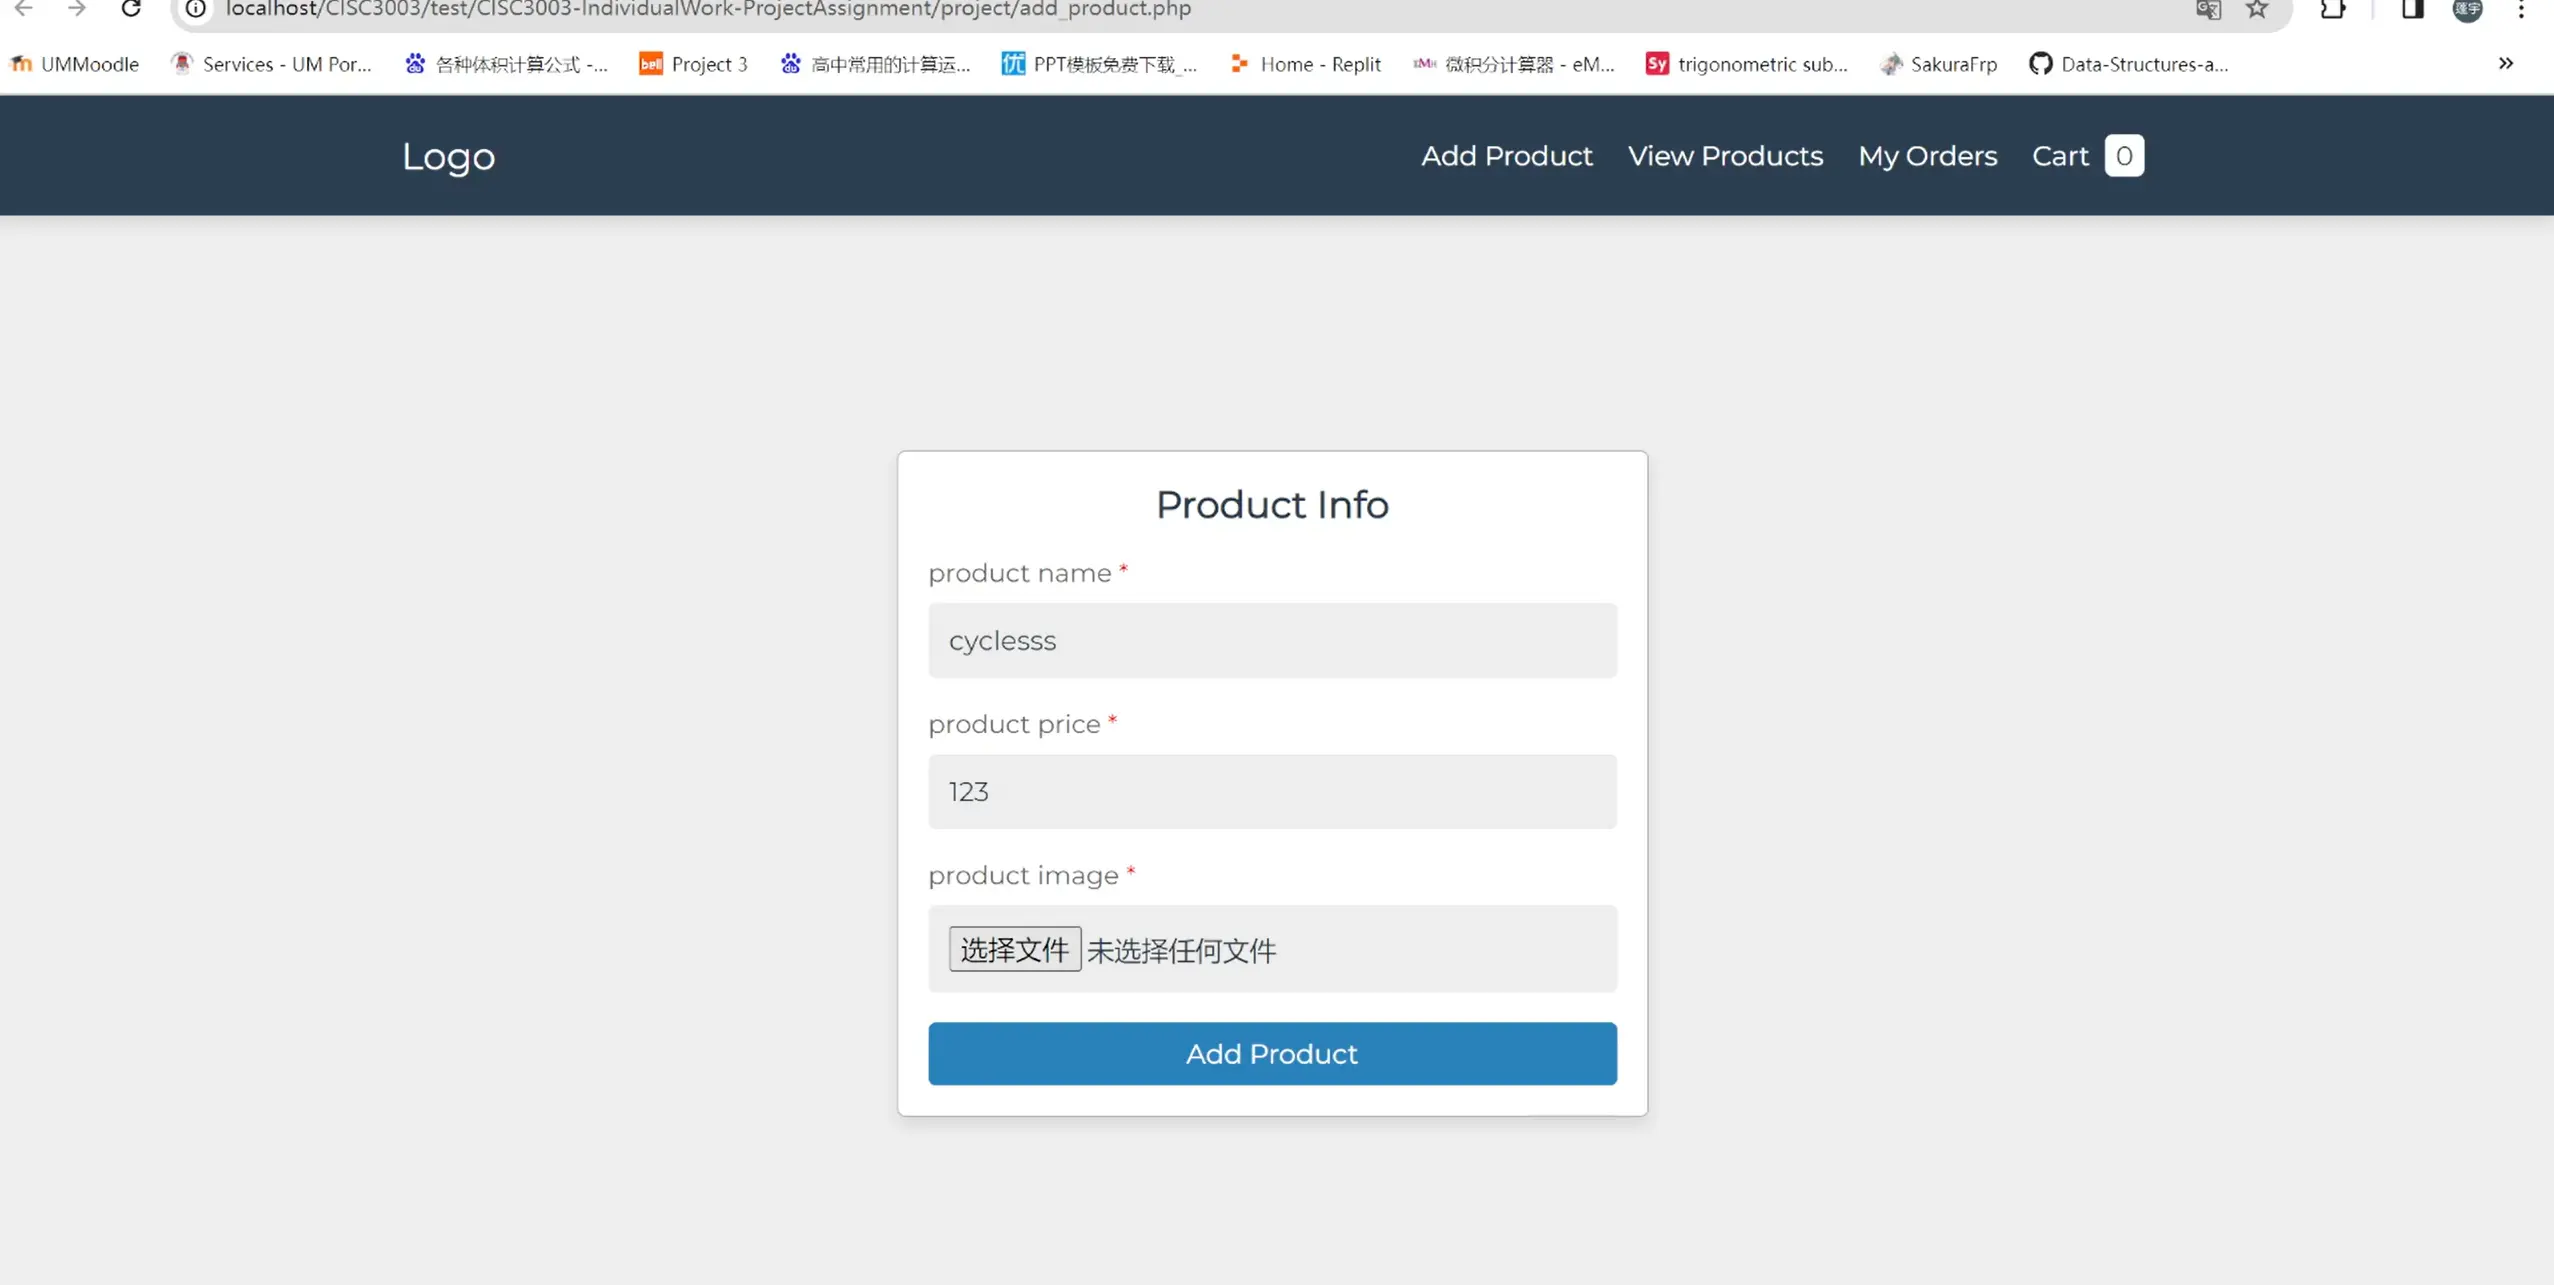 localhost/CISC3003/test/CISC3003-IndividualWork-ProjectAssignment/project/add_product.php
UMMoodle Services - UM Por... 各种体积计算公式 -... bell Project 3 高中常用的计算运... 优 PPT模板免费下载_... Home - Replit 微积分计算器 - eM... Sy trigonometric sub... SakuraFrp Data-Structures-a... »
Logo Add Product View Products My Orders Cart 0
Product Info
product name *
cyclesss
product price *
123
product image *
选择文件 未选择任何文件
Add Product